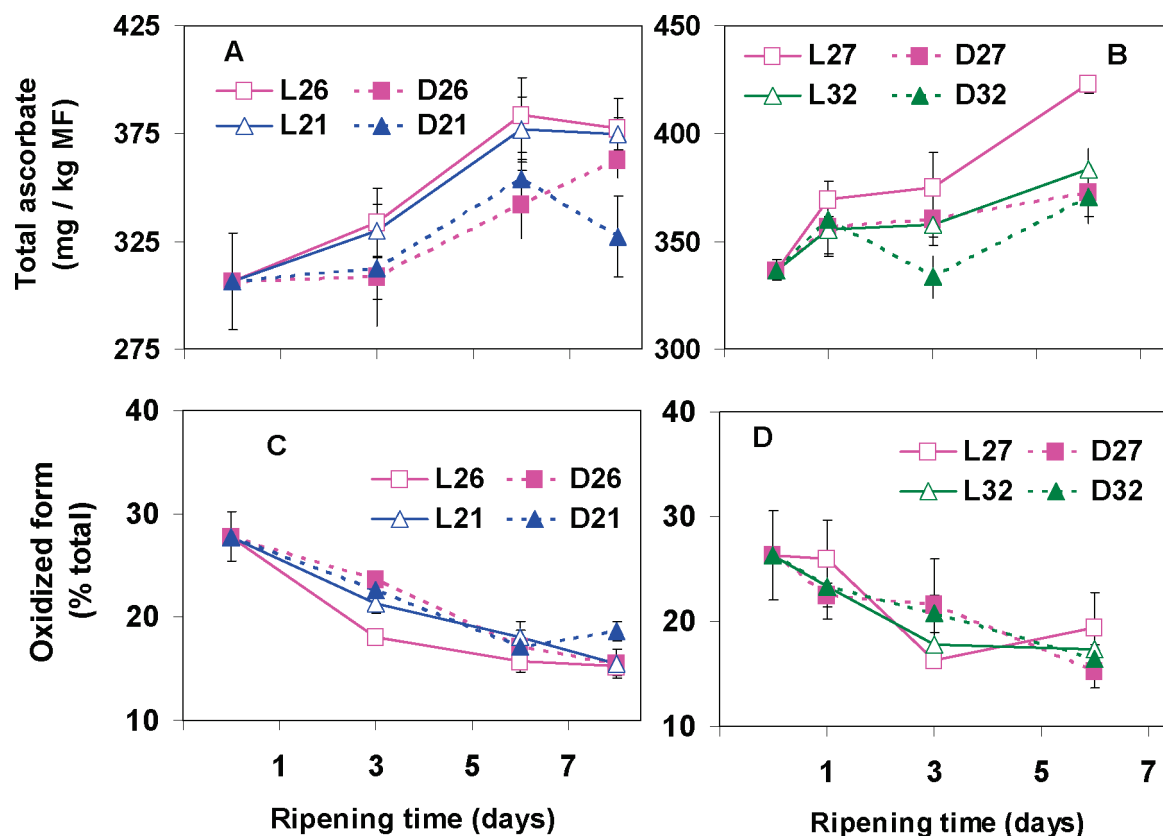 Total ascorbate
(mg / kg MF)
425
375
325
275
A
L26 D26
L21 D21
450
400
350
300
B
L27 D27
L32 D32
Oxidized form
(% total)
40
30
20
10
C
L26 D26
L21 D21
1 3 5 7
Ripening time (days)
40
30
20
10
D
L27 D27
L32 D32
1 3 5 7
Ripening time (days)